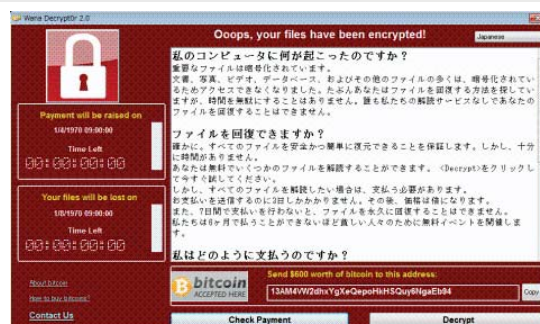 Wana Decrypt0r 2.0
Ooops, your files have been encrypted!
Japanese
Payment will be raised on
1/4/1970 09:00:00
Time Left
00:00:00:00
Your files will be lost on
1/8/1970 09:00:00
Time Left
00:00:00:00
About bitcoin
How to buy bitcoins?
Contact Us
私のコンピュータに何が起こったのですか？
重要なファイルは暗号化されています。
文書、写真、ビデオ、データベース、およびその他のファイルの多くは、暗号化されてい
るためアクセスできなくなりました。たぶんあなたはファイルを回復する方法を探してい
ますが、時間を無駄にすることはありません。誰も私たちの解読サービスなしであなたの
ファイルを回復することはできません。
ファイルを回復できますか？
確かに。すべてのファイルを安全かつ簡単に復元できることを保証します。しかし、十分
に時間がありません。
あなたは無料でいくつかのファイルを解読することができます。 <Decrypt>をクリックし
て今すぐ試してください。
しかし、すべてのファイルを解読したい場合は、支払う必要があります。
お支払いを送信するのに3日しかかかりません。その後、価格は倍になります。
また、7日間で支払いを行わないと、ファイルを永久に回復することはできません。
私たちは6ヶ月で払うことができないほど貧しい人々のために無料イベントを開催しま
す。
私はどのように支払うのですか？
bitcoin
ACCEPTED HERE
Send $600 worth of bitcoin to this address:
13AM4VW2dhxYgXeQepoHkHSQuy6NgaEb94
Copy
Check Payment
Decrypt